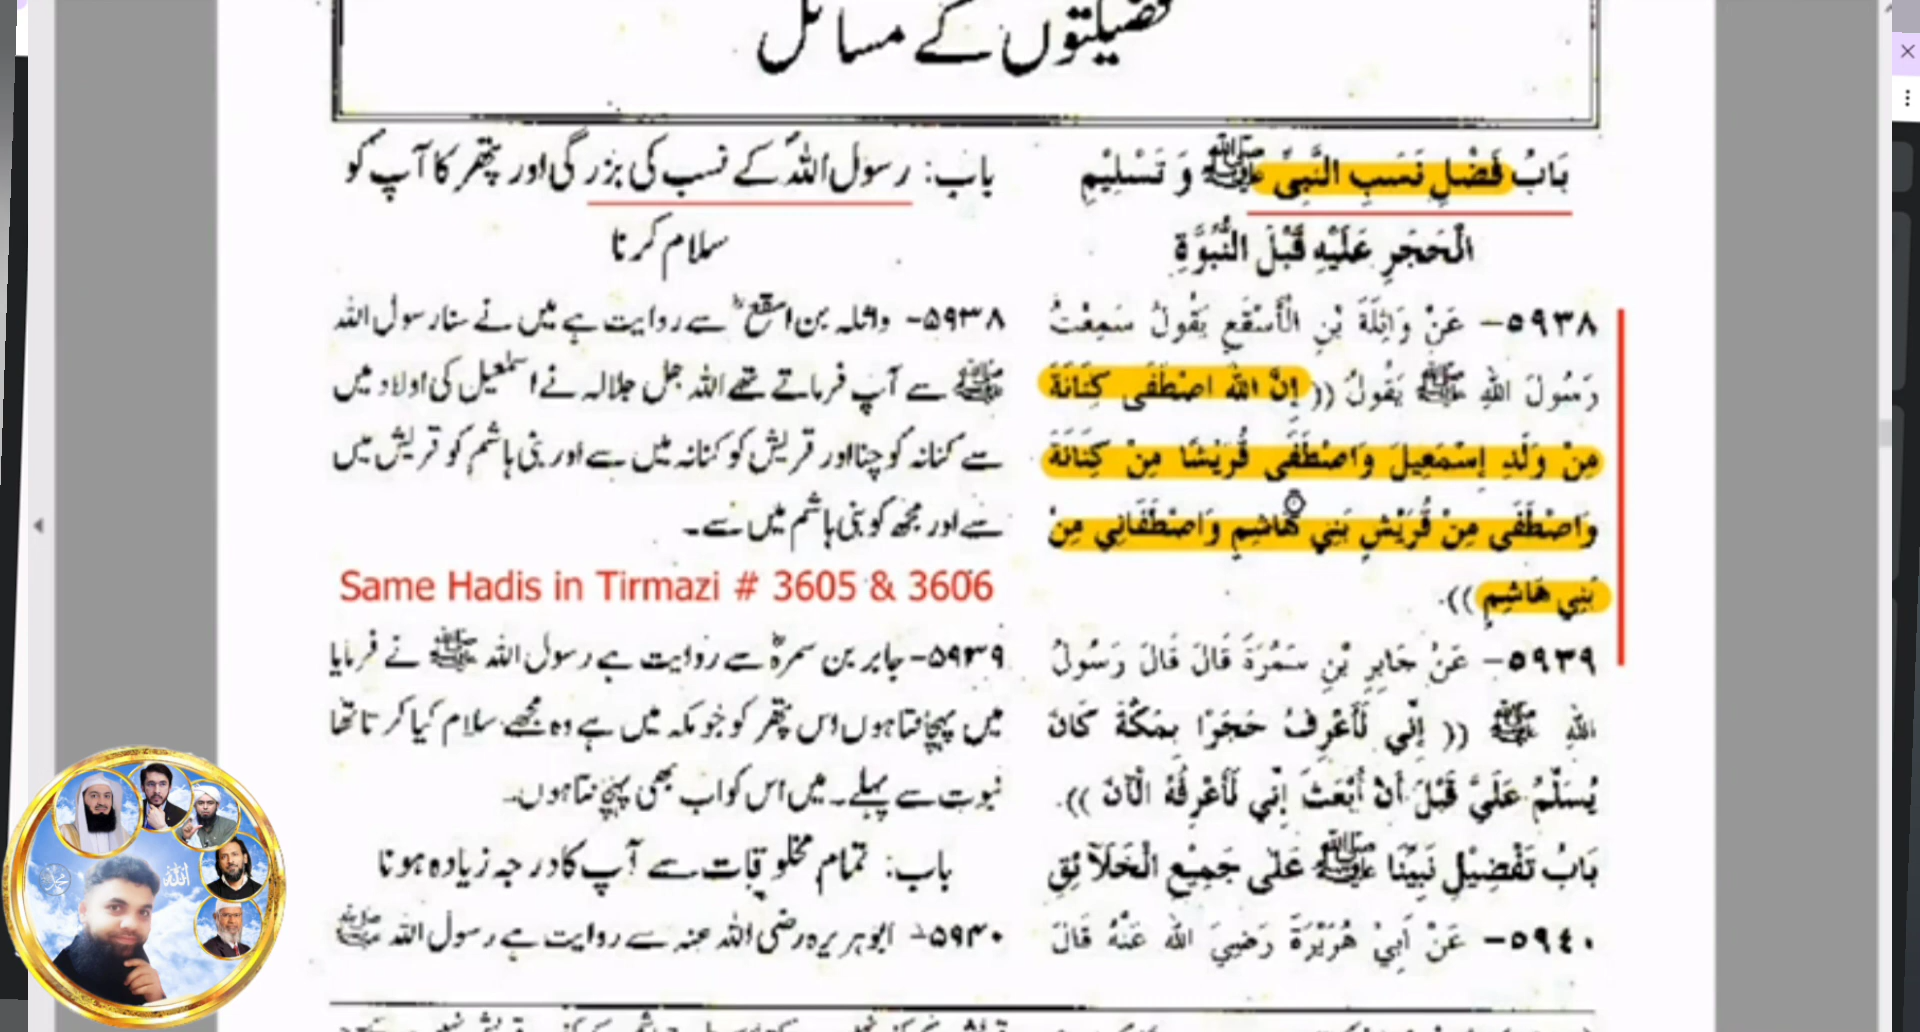 فضیلتوں کے مسائل
بَابُ فَضْلِ نَسَبِ النَّبِیِّ ﷺ وَ تَسْلِیْمِ
الْحَجَرِ عَلَیْهِ قَبْلَ النُّبُوَّةِ
٥٩٣٨- عَنْ وَاثِلَةَ بْنِ الْأَسْقَعِ يَقُولُ سَمِعْتُ
رَسُولَ اللهِ ﷺ يَقُولُ (( إِنَّ اللهَ اصْطَفَى كِنَانَةَ
مِنْ وَلَدِ إِسْمَعِيلَ وَاصْطَفَى قُرَيْشًا مِنْ كِنَانَةَ
وَاصْطَفَى مِنْ قُرَيْشٍ بَنِي هَاشِمٍ وَاصْطَفَانِي مِنْ
بَنِي هَاشِمٍ )).
٥٩٣٩- عَنْ جَابِرِ بْنِ سَمُرَةَ قَالَ قَالَ رَسُولُ
اللهِ ﷺ (( إِنِّي لَأَعْرِفُ حَجَرًا بِمَكَّةَ كَانَ
يُسَلِّمُ عَلَيَّ قَبْلَ أَنْ أُبْعَثَ إِنِّي لَأَعْرِفُهُ الْآنَ )).
بَابُ تَفْضِيْلِ نَبِيِّنَا ﷺ عَلَى جَمِيْعِ الْخَلَائِقِ
٥٩٤٠- عَنْ أَبِيْ هُرَيْرَةَ رَضِيَ اللهُ عَنْهُ قَالَ
باب: رسول اللہ کے نسب کی بزرگی اور پتھر کا آپ کو
سلام کرنا
۵۹۳۸- واثلہ بن اسقع سے روایت ہے میں نے سنا رسول اللہ
ﷺ سے آپ فرماتے تھے اللہ جل جلالہ نے اسمٰعیل کی اولاد میں
سے کنانہ کو چنا اور قریش کو کنانہ میں سے اور بنی ہاشم کو قریش میں
سے اور مجھ کو بنی ہاشم میں سے۔
Same Hadis in Tirmazi # 3605 & 3606
۵۹۳۹- جابر بن سمرہ سے روایت ہے رسول اللہ ﷺ نے فرمایا
میں پہچانتا ہوں اس پتھر کو جو مکہ میں ہے وہ مجھے سلام کیا کرتا تھا
نبوت سے پہلے۔ میں اس کو اب بھی پہچانتا ہوں۔
باب: تمام مخلوقات سے آپ کا درجہ زیادہ ہونا
۵۹۴۰- ابوہریرہ رضی اللہ عنہ سے روایت ہے رسول اللہ ﷺ
الله